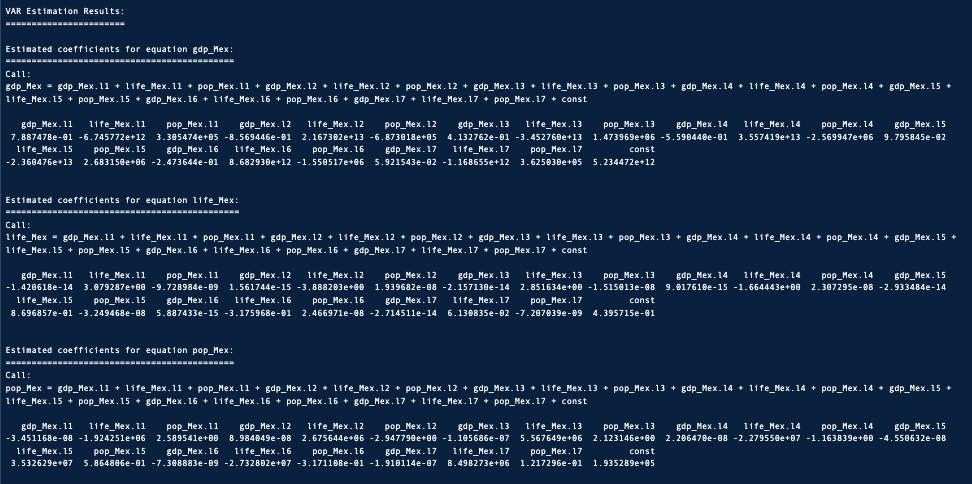 VAR Estimation Results:
=======================
Estimated coefficients for equation gdp_Mex:
============================================
Call:
gdp_Mex = gdp_Mex.l1 + life_Mex.l1 + pop_Mex.l1 + gdp_Mex.l2 + life_Mex.l2 + pop_Mex.l2 + gdp_Mex.l3 + life_Mex.l3 + pop_Mex.l3 + gdp_Mex.l4 + life_Mex.l4 + pop_Mex.l4 + gdp_Mex.l5 +
life_Mex.l5 + pop_Mex.l5 + gdp_Mex.l6 + life_Mex.l6 + pop_Mex.l6 + gdp_Mex.l7 + life_Mex.l7 + pop_Mex.l7 + const
gdp_Mex.l1 life_Mex.l1 pop_Mex.l1 gdp_Mex.l2 life_Mex.l2 pop_Mex.l2 gdp_Mex.l3 life_Mex.l3 pop_Mex.l3 gdp_Mex.l4 life_Mex.l4 pop_Mex.l4 gdp_Mex.l5
7.887478e-01 -6.745772e+12 3.305474e+05 -8.569446e-01 2.167302e+13 -6.873018e+05 4.132762e-01 -3.452760e+13 1.473969e+06 -5.590440e-01 3.557419e+13 -2.569947e+06 9.795845e-02
life_Mex.l5 pop_Mex.l5 gdp_Mex.l6 life_Mex.l6 pop_Mex.l6 gdp_Mex.l7 life_Mex.l7 pop_Mex.l7 const
-2.360476e+13 2.683150e+06 -2.473644e-01 8.682930e+12 -1.550517e+06 5.921543e-02 -1.168655e+12 3.625030e+05 5.234472e+12
Estimated coefficients for equation life_Mex:
=============================================
Call:
life_Mex = gdp_Mex.l1 + life_Mex.l1 + pop_Mex.l1 + gdp_Mex.l2 + life_Mex.l2 + pop_Mex.l2 + gdp_Mex.l3 + life_Mex.l3 + pop_Mex.l3 + gdp_Mex.l4 + life_Mex.l4 + pop_Mex.l4 + gdp_Mex.l5 +
life_Mex.l5 + pop_Mex.l5 + gdp_Mex.l6 + life_Mex.l6 + pop_Mex.l6 + gdp_Mex.l7 + life_Mex.l7 + pop_Mex.l7 + const
gdp_Mex.l1 life_Mex.l1 pop_Mex.l1 gdp_Mex.l2 life_Mex.l2 pop_Mex.l2 gdp_Mex.l3 life_Mex.l3 pop_Mex.l3 gdp_Mex.l4 life_Mex.l4 pop_Mex.l4 gdp_Mex.l5
-1.420618e-14 3.079287e+00 -9.728984e-09 1.561744e-15 -3.888203e+00 1.939682e-08 -2.157130e-14 2.851634e+00 -1.515013e-08 9.017610e-15 -1.664443e+00 2.307295e-08 -2.933484e-14
life_Mex.l5 pop_Mex.l5 gdp_Mex.l6 life_Mex.l6 pop_Mex.l6 gdp_Mex.l7 life_Mex.l7 pop_Mex.l7 const
8.696857e-01 -3.249468e-08 5.887433e-15 -3.175968e-01 2.466971e-08 -2.714511e-14 6.130835e-02 -7.207039e-09 4.395715e-01
Estimated coefficients for equation pop_Mex:
============================================
Call:
pop_Mex = gdp_Mex.l1 + life_Mex.l1 + pop_Mex.l1 + gdp_Mex.l2 + life_Mex.l2 + pop_Mex.l2 + gdp_Mex.l3 + life_Mex.l3 + pop_Mex.l3 + gdp_Mex.l4 + life_Mex.l4 + pop_Mex.l4 + gdp_Mex.l5 +
life_Mex.l5 + pop_Mex.l5 + gdp_Mex.l6 + life_Mex.l6 + pop_Mex.l6 + gdp_Mex.l7 + life_Mex.l7 + pop_Mex.l7 + const
gdp_Mex.l1 life_Mex.l1 pop_Mex.l1 gdp_Mex.l2 life_Mex.l2 pop_Mex.l2 gdp_Mex.l3 life_Mex.l3 pop_Mex.l3 gdp_Mex.l4 life_Mex.l4 pop_Mex.l4 gdp_Mex.l5
-3.451168e-08 -1.924251e+06 2.589541e+00 8.984049e-08 2.675644e+06 -2.947790e+00 -1.105686e-07 5.567649e+06 2.123146e+00 2.206470e-08 -2.279550e+07 -1.163839e+00 -4.550632e-08
life_Mex.l5 pop_Mex.l5 gdp_Mex.l6 life_Mex.l6 pop_Mex.l6 gdp_Mex.l7 life_Mex.l7 pop_Mex.l7 const
3.532629e+07 5.864806e-01 -7.308883e-09 -2.732802e+07 -3.171108e-01 -1.910114e-07 8.498273e+06 1.217296e-01 1.935289e+05